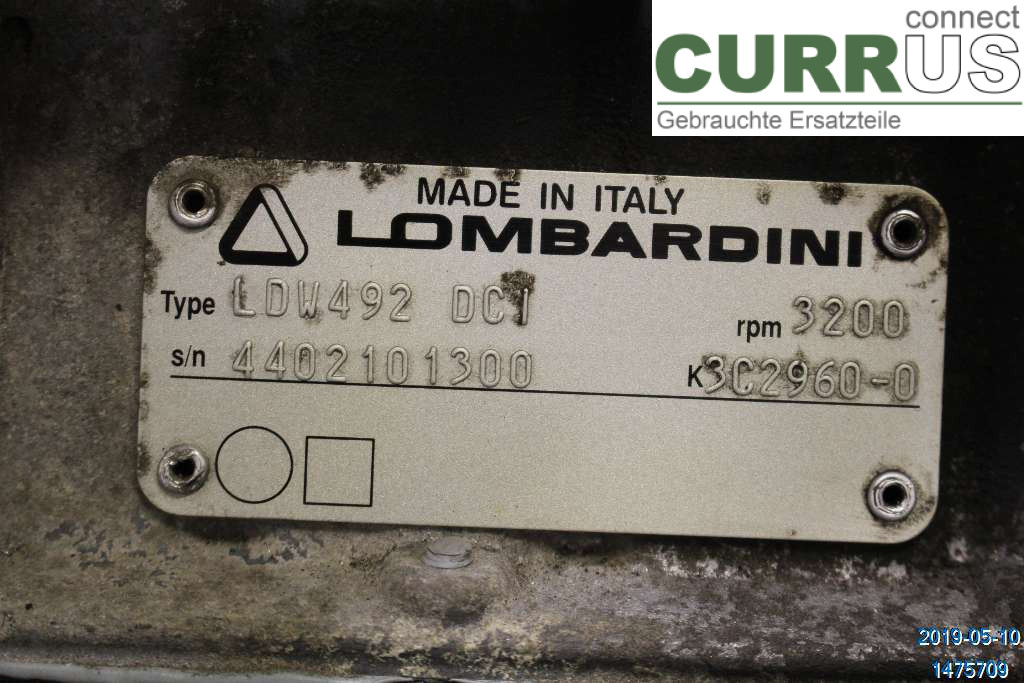 connect
CURRUS
Gebrauchte Ersatzteile
MADE IN ITALY
LOMBARDINI
Type LDW492 DCI
rpm 3200
s/n 4402101300
K 3C2960-0
2019-05-10
1475709